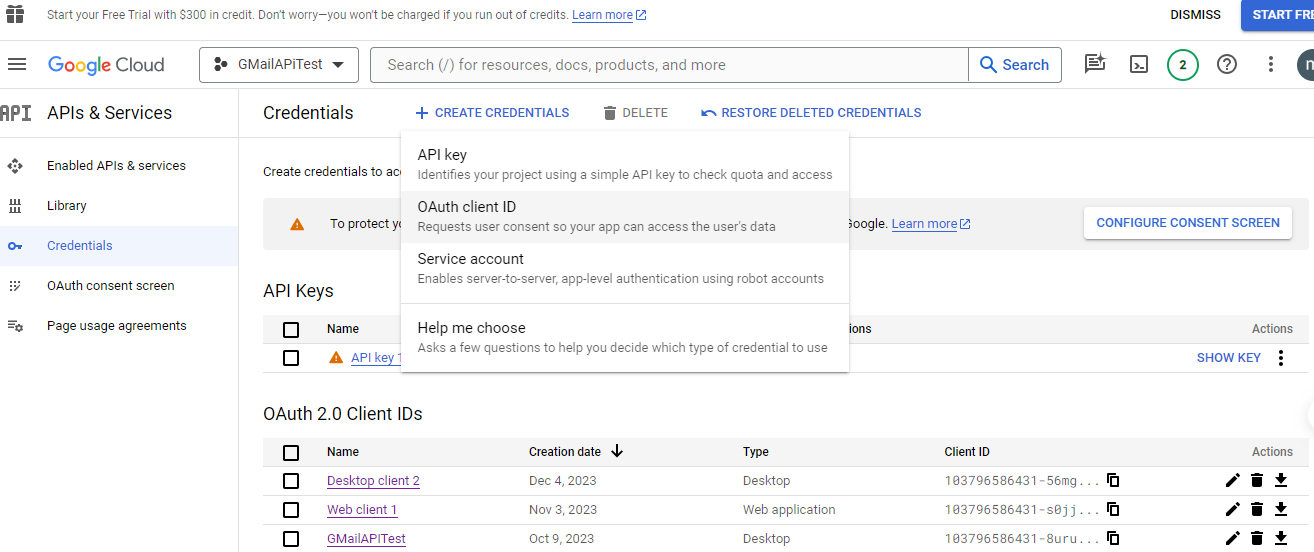 Start your Free Trial with $300 in credit. Don't worry—you won't be charged if you run out of credits. Learn more
DISMISS
START FRE
Google Cloud
GMailAPITest
Search (/) for resources, docs, products, and more
Search
2
n
API
APIs & Services
Credentials
CREATE CREDENTIALS
DELETE
RESTORE DELETED CREDENTIALS
Enabled APIs & services
Library
Credentials
OAuth consent screen
Page usage agreements
Create credentials to acc
API key
Identifies your project using a simple API key to check quota and access
OAuth client ID
Requests user consent so your app can access the user's data
Service account
Enables server-to-server, app-level authentication using robot accounts
Help me choose
Asks a few questions to help you decide which type of credential to use
To protect yo
Google. Learn more
CONFIGURE CONSENT SCREEN
API Keys
Name
ions
Actions
API key 1
SHOW KEY
OAuth 2.0 Client IDs
Name Creation date Type Client ID Actions
Desktop client 2 Dec 4, 2023 Desktop 103796586431-56mg...
Web client 1 Nov 3, 2023 Web application 103796586431-s0jj...
GMailAPITest Oct 9, 2023 Desktop 103796586431-8uru...